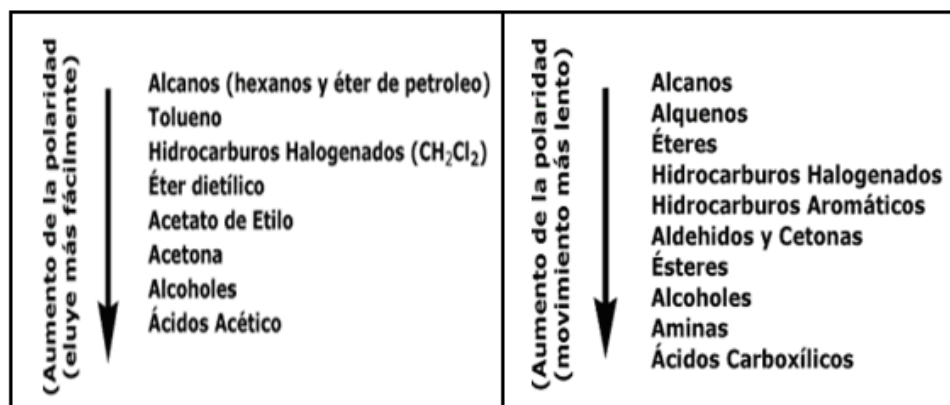 (Aumento de la polaridad
(eluye más fácilmente)
Alcanos (hexanos y éter de petroleo)
Tolueno
Hidrocarburos Halogenados (CH₂Cl₂)
Éter dietílico
Acetato de Etilo
Acetona
Alcoholes
Ácidos Acético
(Aumento de la polaridad
(movimiento más lento)
Alcanos
Alquenos
Éteres
Hidrocarburos Halogenados
Hidrocarburos Aromáticos
Aldehidos y Cetonas
Ésteres
Alcoholes
Aminas
Ácidos Carboxílicos